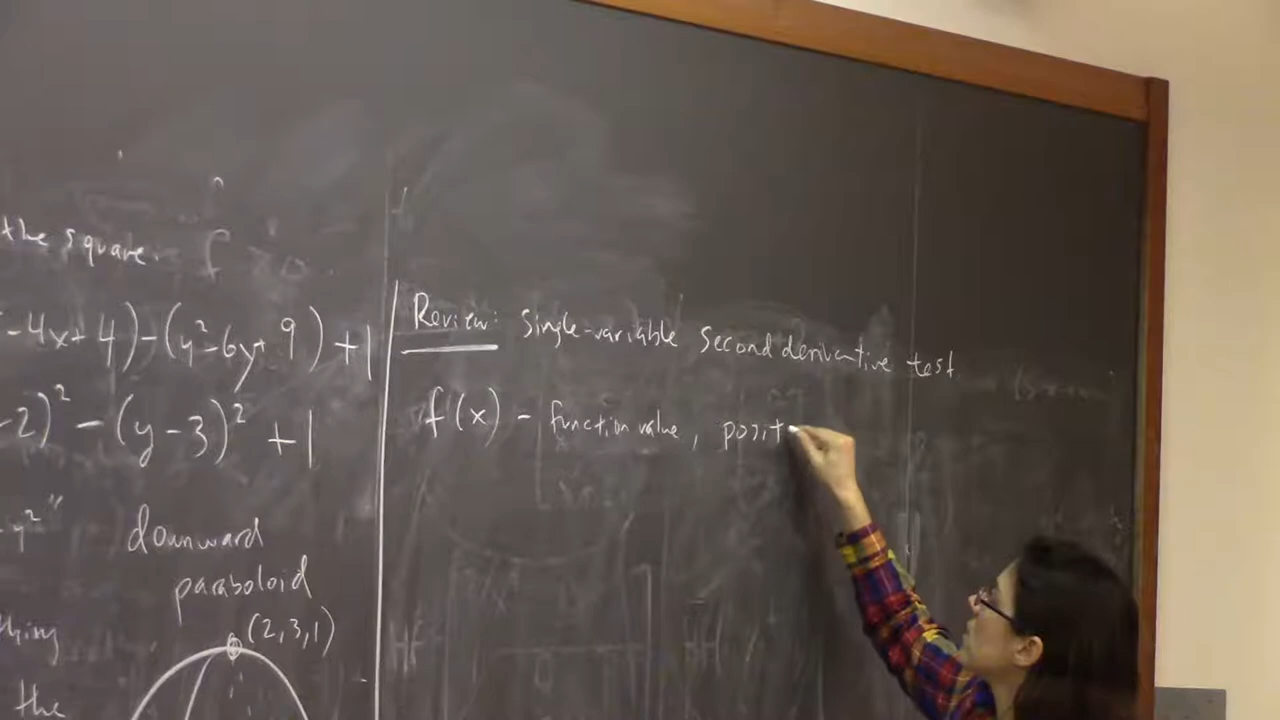 the square.
-4x+4)-(y²-6y+9)+1
-2)² -(y-3)² +1
-y²"
downward
paraboloid
(2,3,1)
the
Review: Single-variable second derivative test
f(x) - function value, posit